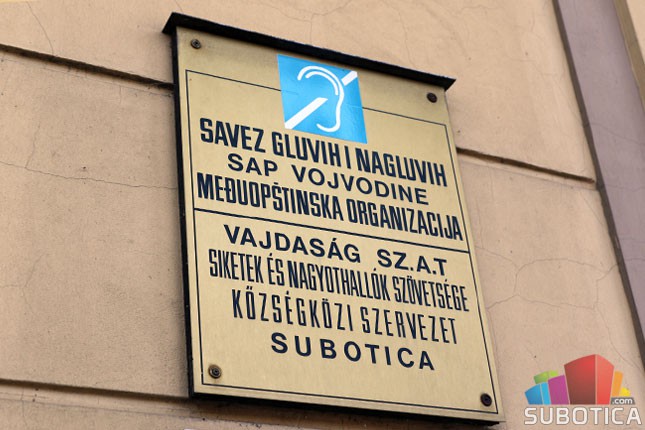 SAVEZ GLUVIH I NAGLUVIH
SAP VOJVODINE
MEĐUOPŠTINSKA ORGANIZACIJA
VAJDASÁG SZ.A.T
SIKETEK ÉS NAGYOTHALLÓK SZÖVETSÉGE
KÖZSÉGKÖZI SZERVEZET
SUBOTICA
.com
SUBOTICA